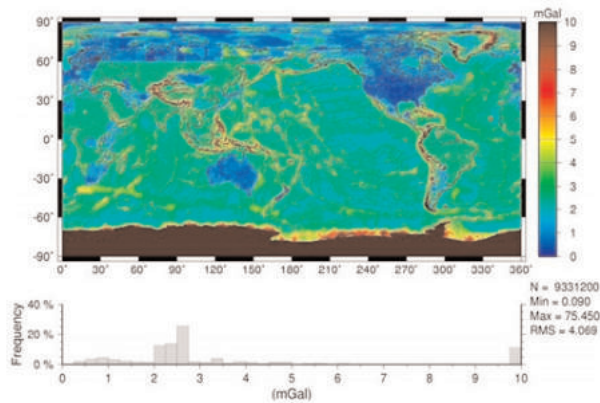 mGal
90° 60° 30° 0° -30° -60° -90°
10 9 8 7 6 5 4 3 2 1 0
0° 30° 60° 90° 120° 150° 180° 210° 240° 270° 300° 330° 360°
N = 9331200
Min = 0.090
Max = 75.450
RMS = 4.069
Frequency
40 %
20 %
0 %
0 1 2 3 4 5 6 7 8 9 10
(mGal)